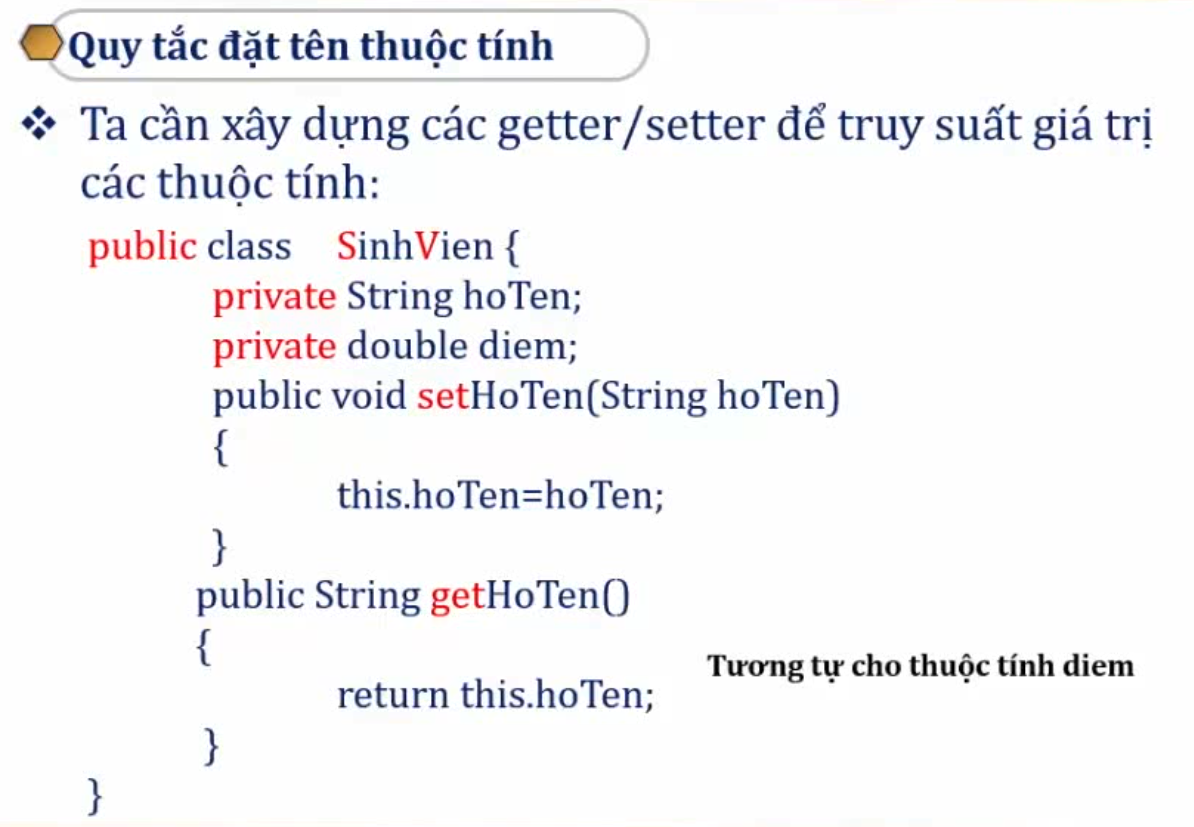 Quy tắc đặt tên thuộc tính
Ta cần xây dựng các getter/setter để truy suất giá trị
các thuộc tính:
public class SinhVien {
private String hoTen;
private double diem;
public void setHoTen(String hoTen)
{
this.hoTen=hoTen;
}
public String getHoTen()
{
Tương tự cho thuộc tính diem
return this.hoTen;
}
}